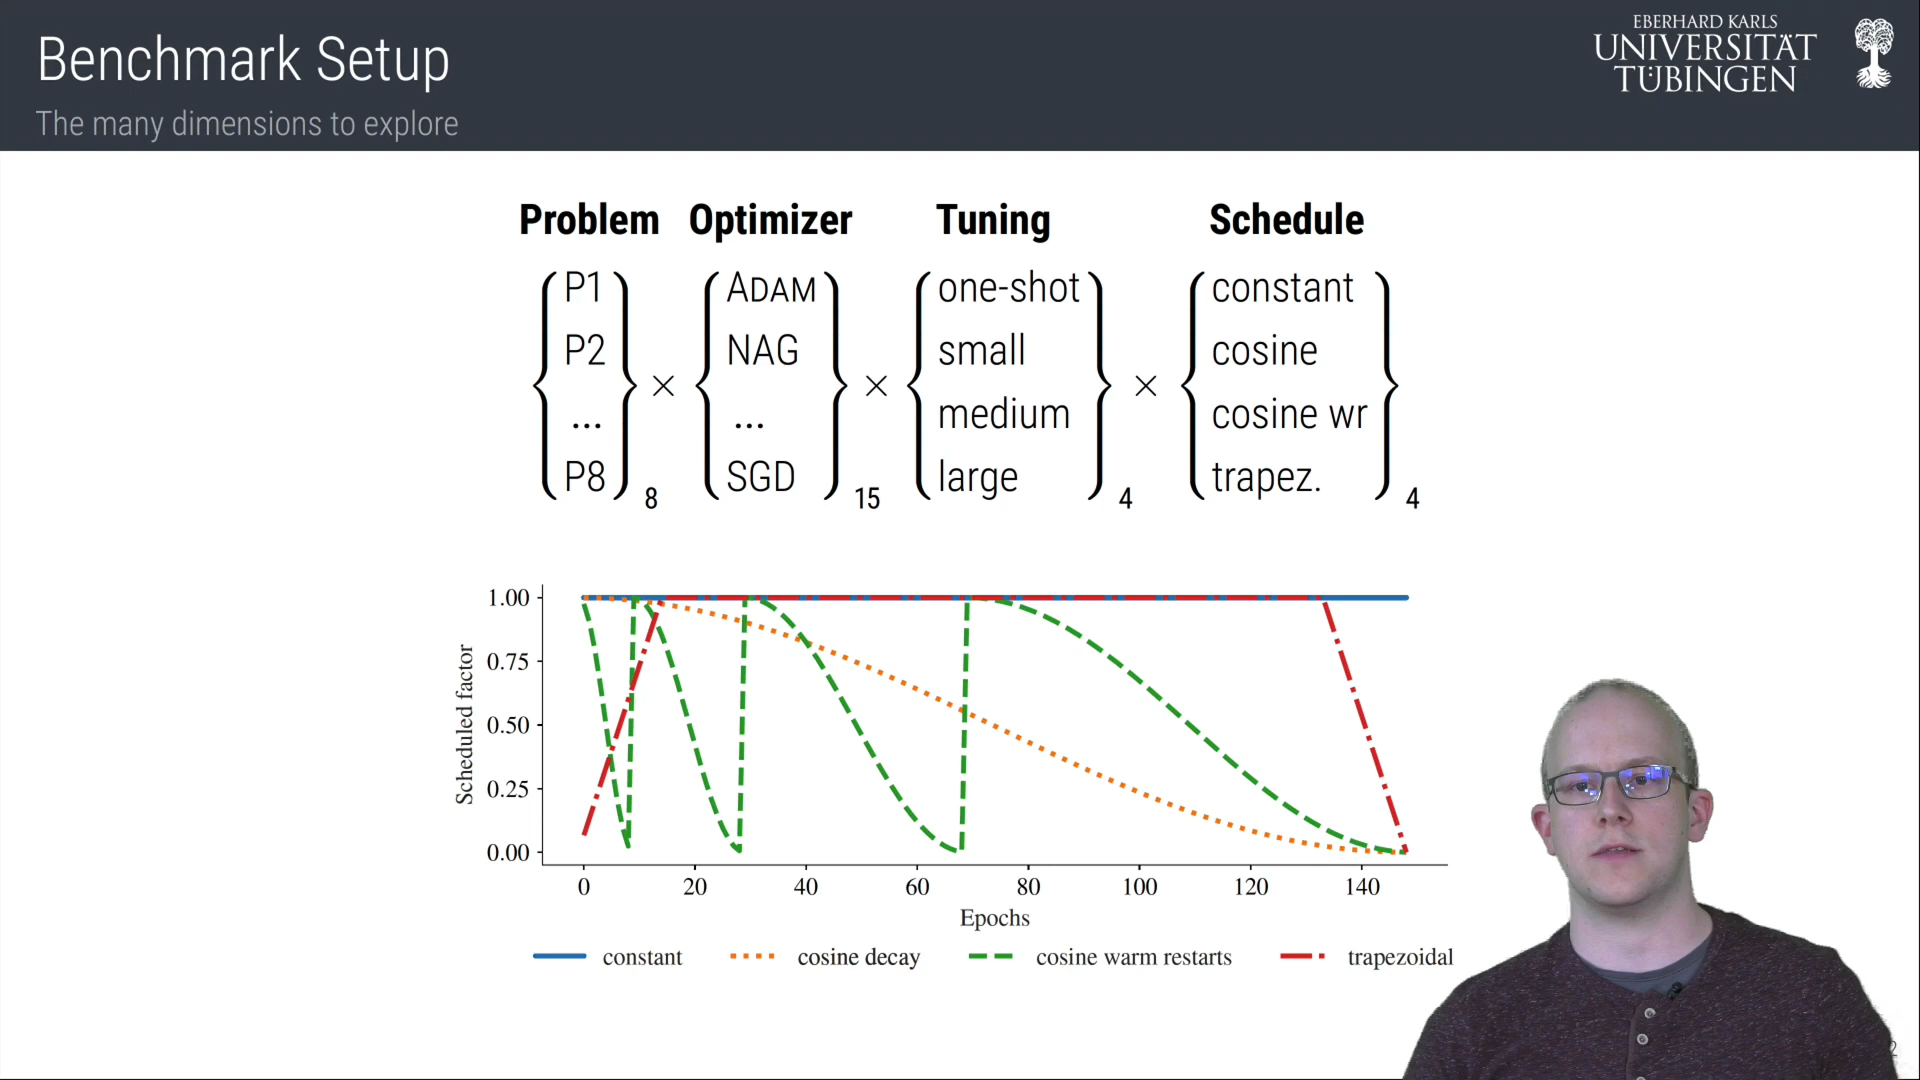 Benchmark Setup
The many dimensions to explore
EBERHARD KARLS
UNIVERSITÄT
TÜBINGEN
Problem Optimizer Tuning Schedule
P1 ADAM one-shot constant
P2 NAG small cosine
... ... medium cosine wr
P8 SGD large trapez.
8 × 15 × 4 × 4
1.00
0.75
0.50
0.25
0.00
Scheduled factor
0 20 40 60 80 100 120 140
Epochs
constant cosine decay cosine warm restarts trapezoidal